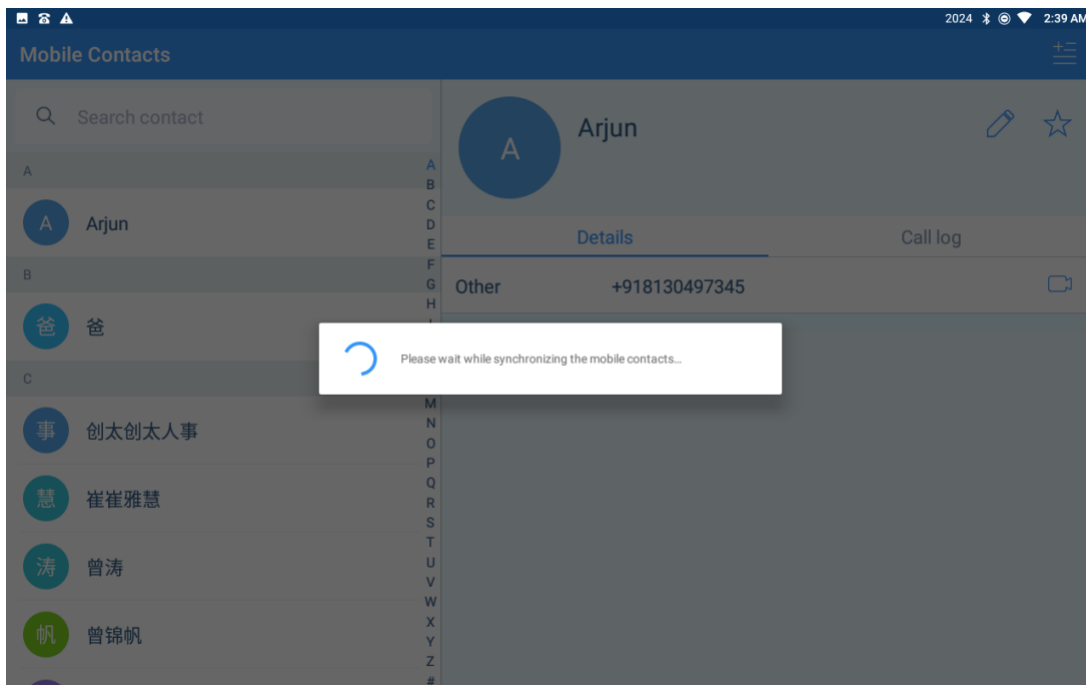 2024 2:39 AM
Mobile Contacts
Search contact
A
A Arjun
B
爸 爸
C
事 创太创太人事
慧 崔崔雅慧
涛 曾涛
帆 曾锦帆
A
B
C
D
E
F
G
H
M
N
O
P
Q
R
S
T
U
V
W
X
Y
Z
#
A Arjun
Details Call log
Other +918130497345
Please wait while synchronizing the mobile contacts...